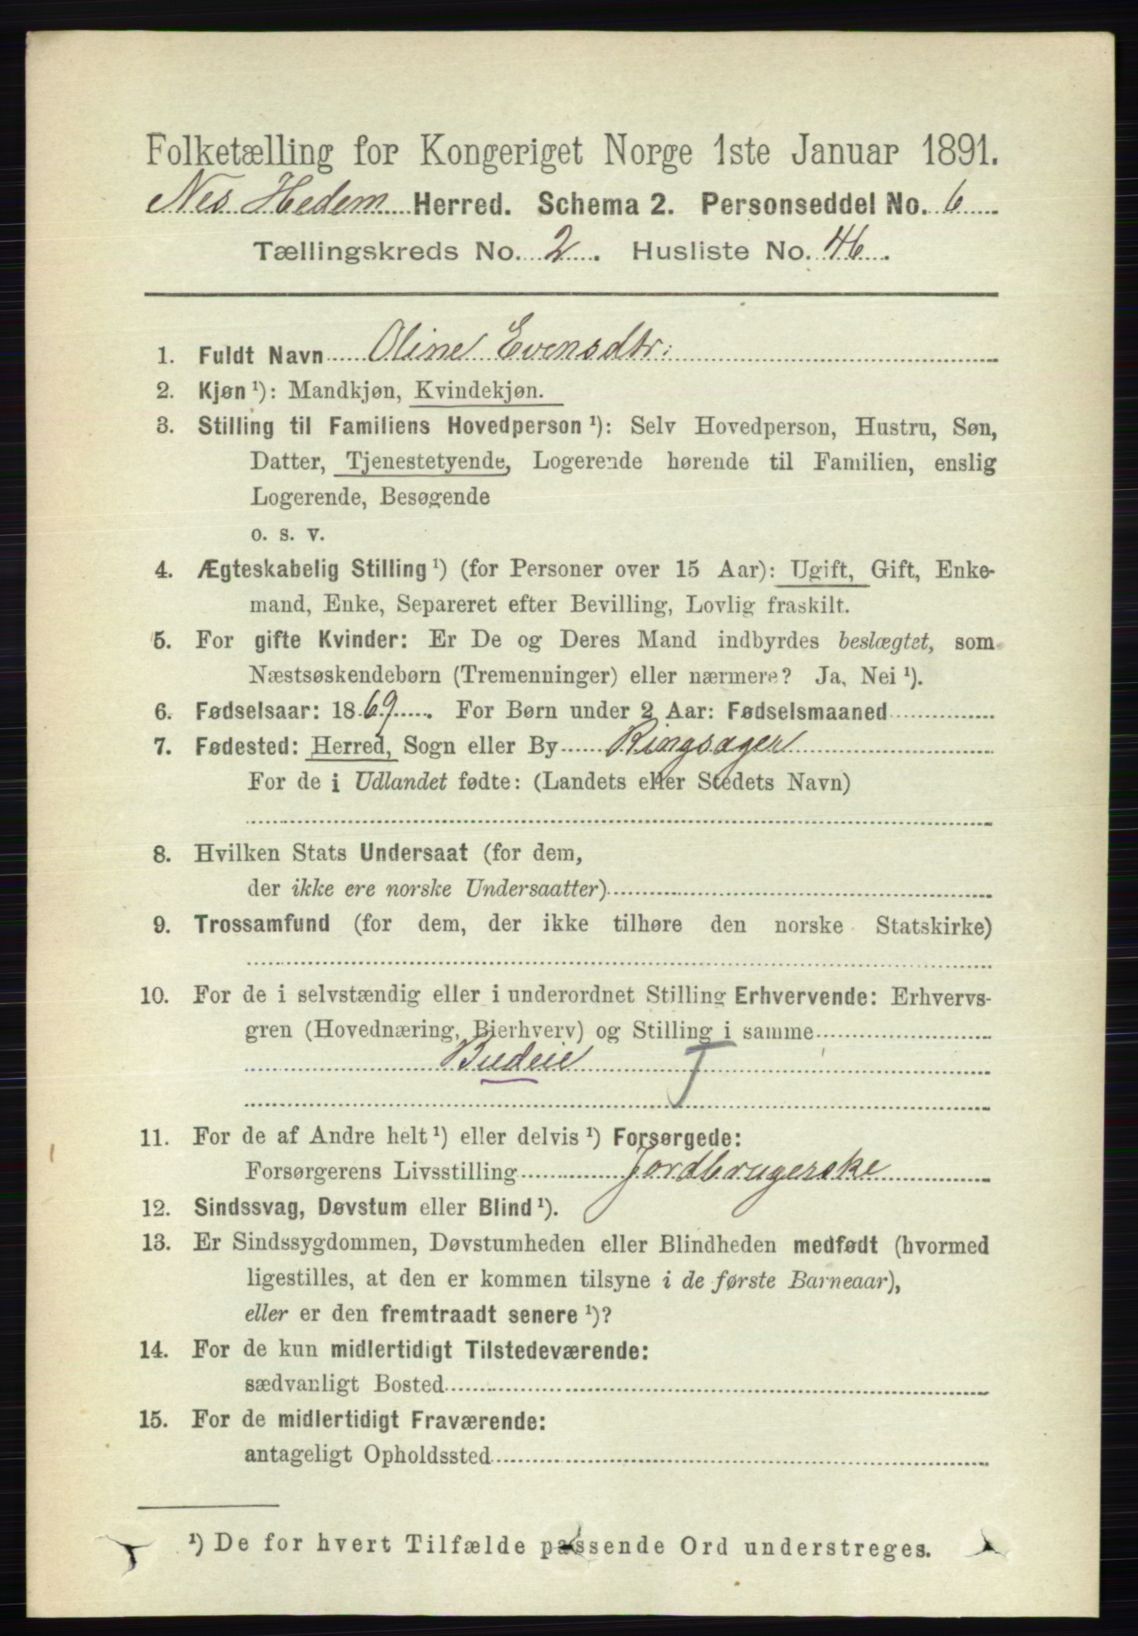 Folketælling for Kongeriget Norge 1ste Januar 1891.
Nes Hedem Herred. Schema 2. Personseddel No. 6
Tællingskreds No. 2. Husliste No. 46.
1. Fuldt Navn Oline Evensdtr:
2. Kjøn ¹): Mandkjøn, Kvindekjøn.
3. Stilling til Familiens Hovedperson ¹): Selv Hovedperson, Hustru, Søn,
Datter, Tjenestetyende, Logerende hørende til Familien, enslig
Logerende, Besøgende
o. s. v.
4. Ægteskabelig Stilling ¹) (for Personer over 15 Aar): Ugift, Gift, Enke-
mand, Enke, Separeret efter Bevilling, Lovlig fraskilt.
5. For gifte Kvinder: Er De og Deres Mand indbyrdes beslægtet, som
Næstsøskendebørn (Tremenninger) eller nærmere? Ja, Nei ¹).
6. Fødselsaar: 1869. For Børn under 2 Aar: Fødselsmaaned
7. Fødested: Herred, Sogn eller By Ringsager
For de i Udlandet fødte: (Landets eller Stedets Navn)
8. Hvilken Stats Undersaat (for dem,
der ikke ere norske Undersaatter)
9. Trossamfund (for dem, der ikke tilhøre den norske Statskirke)
10. For de i selvstændig eller i underordnet Stilling Erhvervende: Erhvervs-
gren (Hovednæring, Bierhverv) og Stilling i samme
Budeie T
11. For de af Andre helt ¹) eller delvis ¹) Forsørgede:
Forsørgerens Livsstilling Jordbrugerske
12. Sindssvag, Døvstum eller Blind ¹).
13. Er Sindssygdommen, Døvstumheden eller Blindheden medfødt (hvormed
ligestilles, at den er kommen tilsyne i de første Barneaar),
eller er den fremtraadt senere ¹)?
14. For de kun midlertidigt Tilstedeværende:
sædvanligt Bosted
15. For de midlertidigt Fraværende:
antageligt Opholdssted
¹) De for hvert Tilfælde passende Ord understreges.